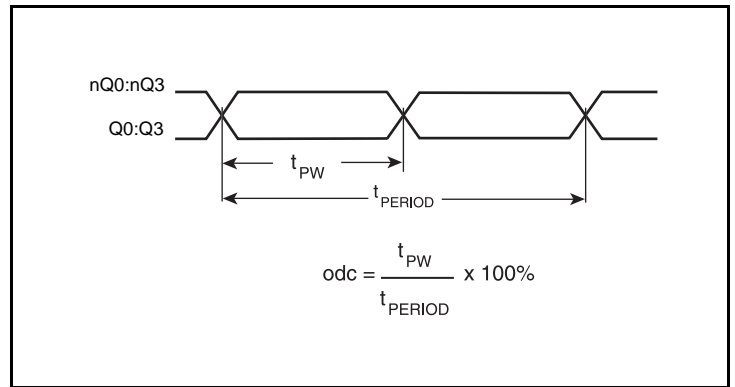 nQ0:nQ3
Q0:Q3
tPW
tPERIOD
odc = tPW / tPERIOD x 100%